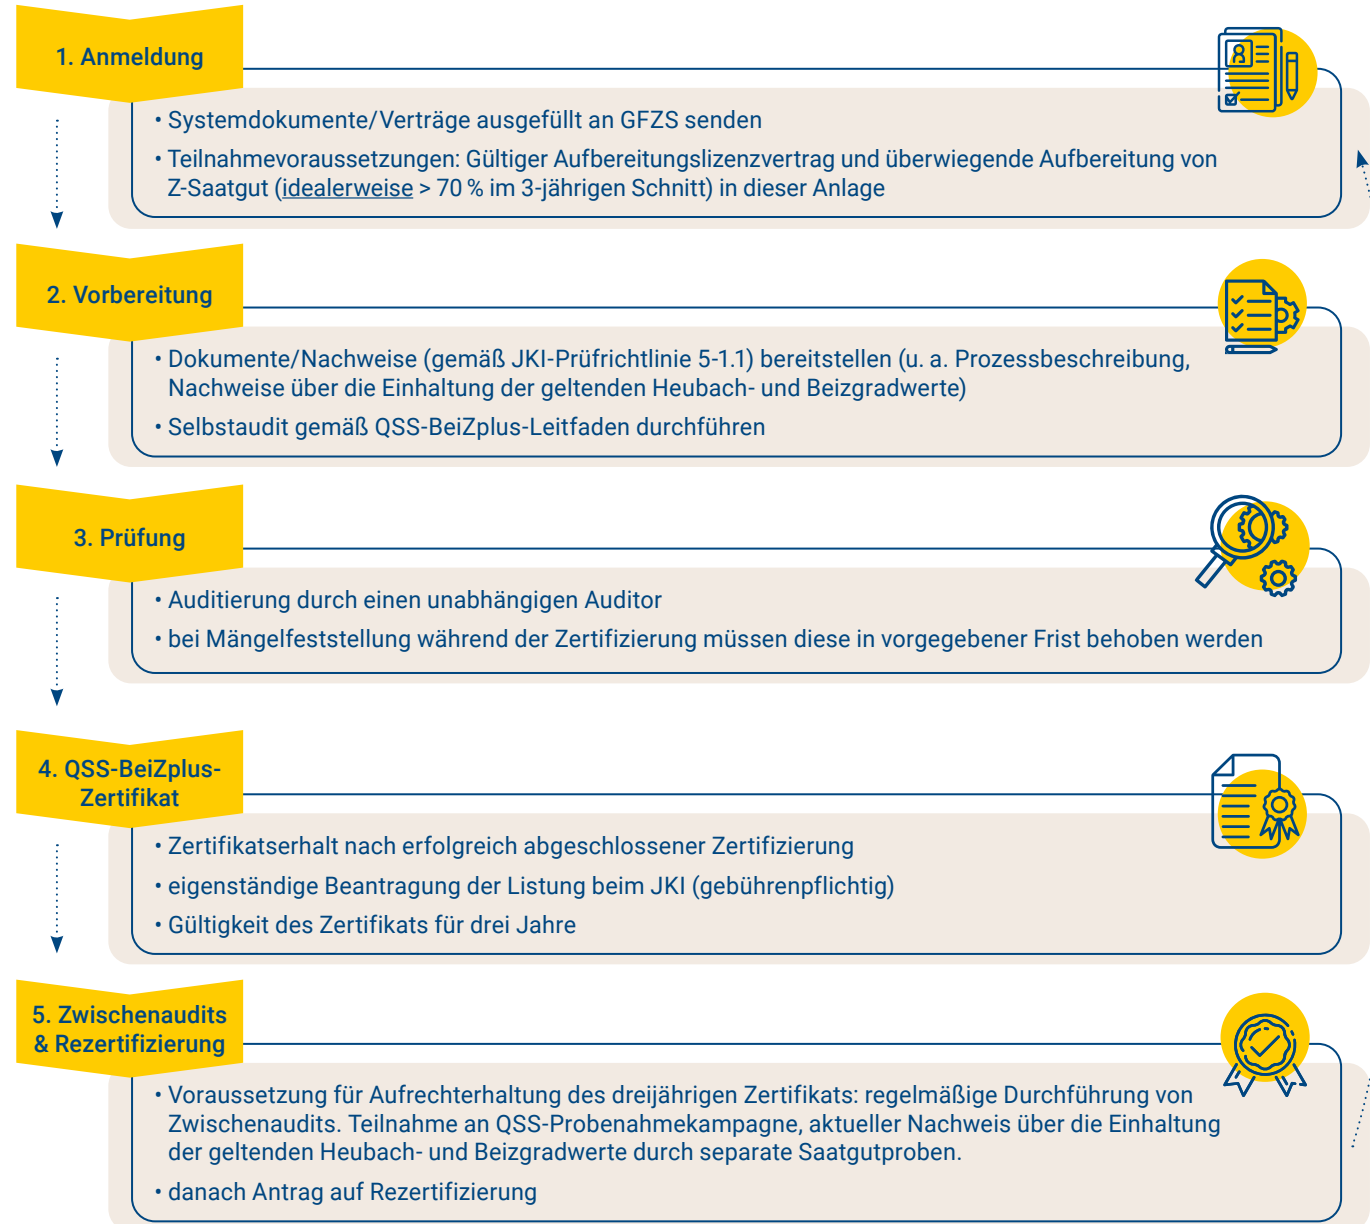 1. Anmeldung
• Systemdokumente/Verträge ausgefüllt an GFZS senden
• Teilnahmevoraussetzungen: Gültiger Aufbereitungslizenzvertrag und überwiegende Aufbereitung von
Z-Saatgut (idealerweise > 70 % im 3-jährigen Schnitt) in dieser Anlage
2. Vorbereitung
• Dokumente/Nachweise (gemäß JKI-Prüfrichtlinie 5-1.1) bereitstellen (u. a. Prozessbeschreibung,
Nachweise über die Einhaltung der geltenden Heubach- und Beizgradwerte)
• Selbstaudit gemäß QSS-BeiZplus-Leitfaden durchführen
3. Prüfung
• Auditierung durch einen unabhängigen Auditor
• bei Mängelfeststellung während der Zertifizierung müssen diese in vorgegebener Frist behoben werden
4. QSS-BeiZplus-
Zertifikat
• Zertifikatserhalt nach erfolgreich abgeschlossener Zertifizierung
• eigenständige Beantragung der Listung beim JKI (gebührenpflichtig)
• Gültigkeit des Zertifikats für drei Jahre
5. Zwischenaudits
& Rezertifizierung
• Voraussetzung für Aufrechterhaltung des dreijährigen Zertifikats: regelmäßige Durchführung von
Zwischenaudits. Teilnahme an QSS-Probenahmekampagne, aktueller Nachweis über die Einhaltung
der geltenden Heubach- und Beizgradwerte durch separate Saatgutproben.
• danach Antrag auf Rezertifizierung